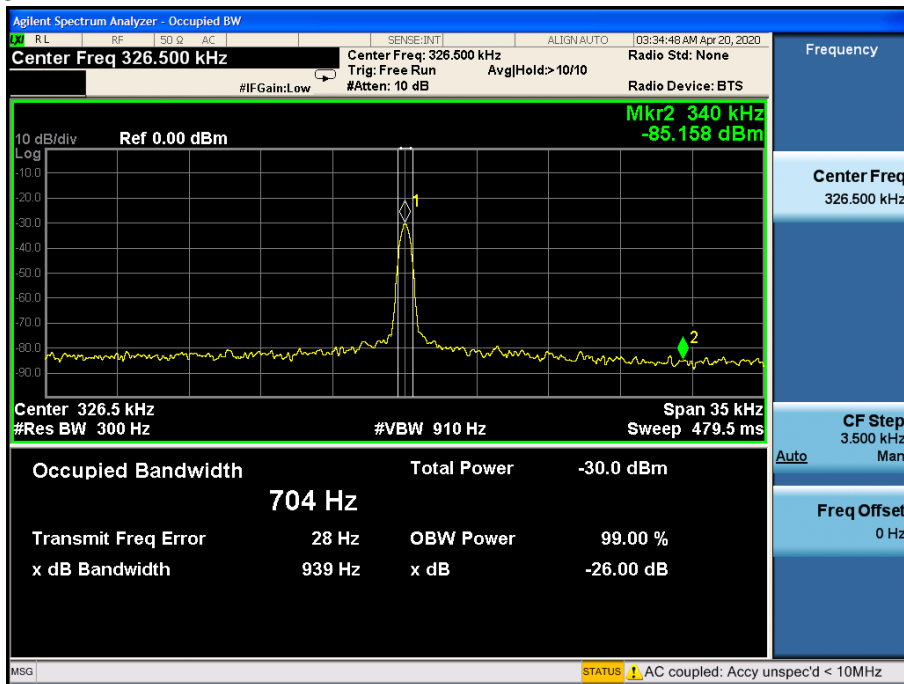 Agilent Spectrum Analyzer - Occupied BW
LXI RL RF 50 Ω AC SENSE:INT ALIGN AUTO 03:34:48 AM Apr 20, 2020
Center Freq 326.500 kHz Center Freq: 326.500 kHz Radio Std: None Frequency
Trig: Free Run Avg|Hold:>10/10
#IFGain:Low #Atten: 10 dB Radio Device: BTS
Mkr2 340 kHz
10 dB/div Ref 0.00 dBm -85.158 dBm
Log
-10.0
Center Freq
326.500 kHz
-20.0
1
-30.0
-40.0
-50.0
-60.0
-70.0
-80.0
2
-90.0
Center 326.5 kHz Span 35 kHz
#Res BW 300 Hz #VBW 910 Hz Sweep 479.5 ms
CF Step
3.500 kHz
Auto Man
Occupied Bandwidth Total Power -30.0 dBm
704 Hz
Freq Offset
0 Hz
Transmit Freq Error 28 Hz OBW Power 99.00 %
x dB Bandwidth 939 Hz x dB -26.00 dB
MSG STATUS AC coupled: Accy unspec'd < 10MHz